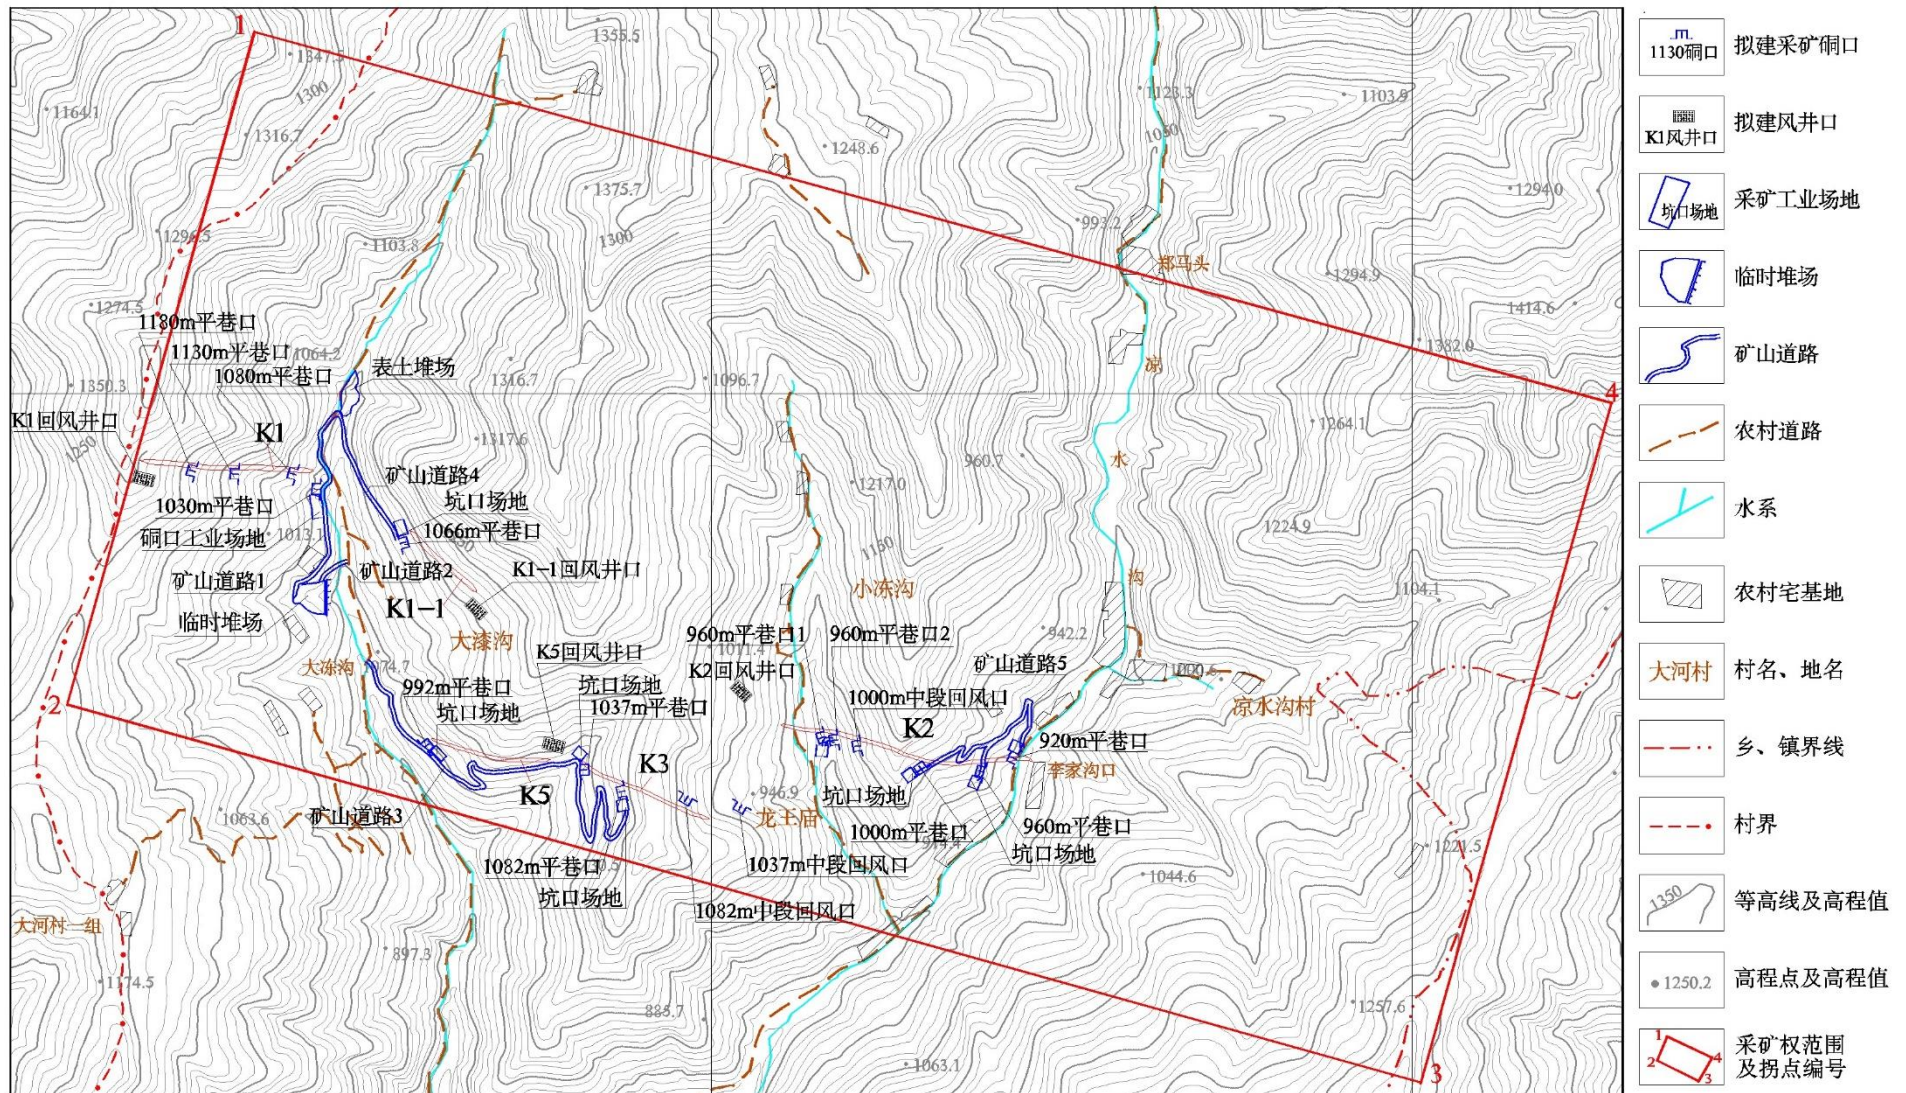 1
1355.5
1347.5
1300
1164.1
1316.7
1123.3
1103.9
1050
1248.6
1375.7
1294.0
993.2
1296.5
1103.8
1300
郑马头
1294.9
1274.5
1414.6
1180m平巷口
1130m平巷口
1064.2
1080m平巷口
表土堆场
1382.0
凉
1350.3
1316.7
1096.7
4
K1回风井口
K1
1250
1317.6
1264.1
水
960.7
矿山道路4
坑口场地
1217.0
1030m平巷口
1066m平巷口
1224.9
硐口工业场地
1013.1
1150
矿山道路1
矿山道路2
K1-1回风井口
沟
小冻沟
1104.1
K1-1
临时堆场
大漆沟
960m平巷口1
960m平巷口2
942.2
K5回风井口
1011.4
矿山道路5
大冻沟
1074.7
K2回风井口
992m平巷口
坑口场地
1000m中段回风口
2
坑口场地
1037m平巷口
凉水沟村
K2
920m平巷口
李家沟口
K3
K5
946.9
坑口场地
龙王庙
矿山道路3
1063.6
1000m平巷口
960m平巷口
坑口场地
1221.5
1082m平巷口
1037m中段回风口
坑口场地
1044.6
1082m中段回风口
大河村一组
897.3
1174.5
885.7
1257.6
1063.1
3
1130硐口
拟建采矿硐口
K1风井口
拟建风井口
坑口场地
采矿工业场地
临时堆场
矿山道路
农村道路
水系
农村宅基地
大河村
村名、地名
乡、镇界线
村界
1350
等高线及高程值
1250.2
高程点及高程值
1
2
4
3
采矿权范围
及拐点编号